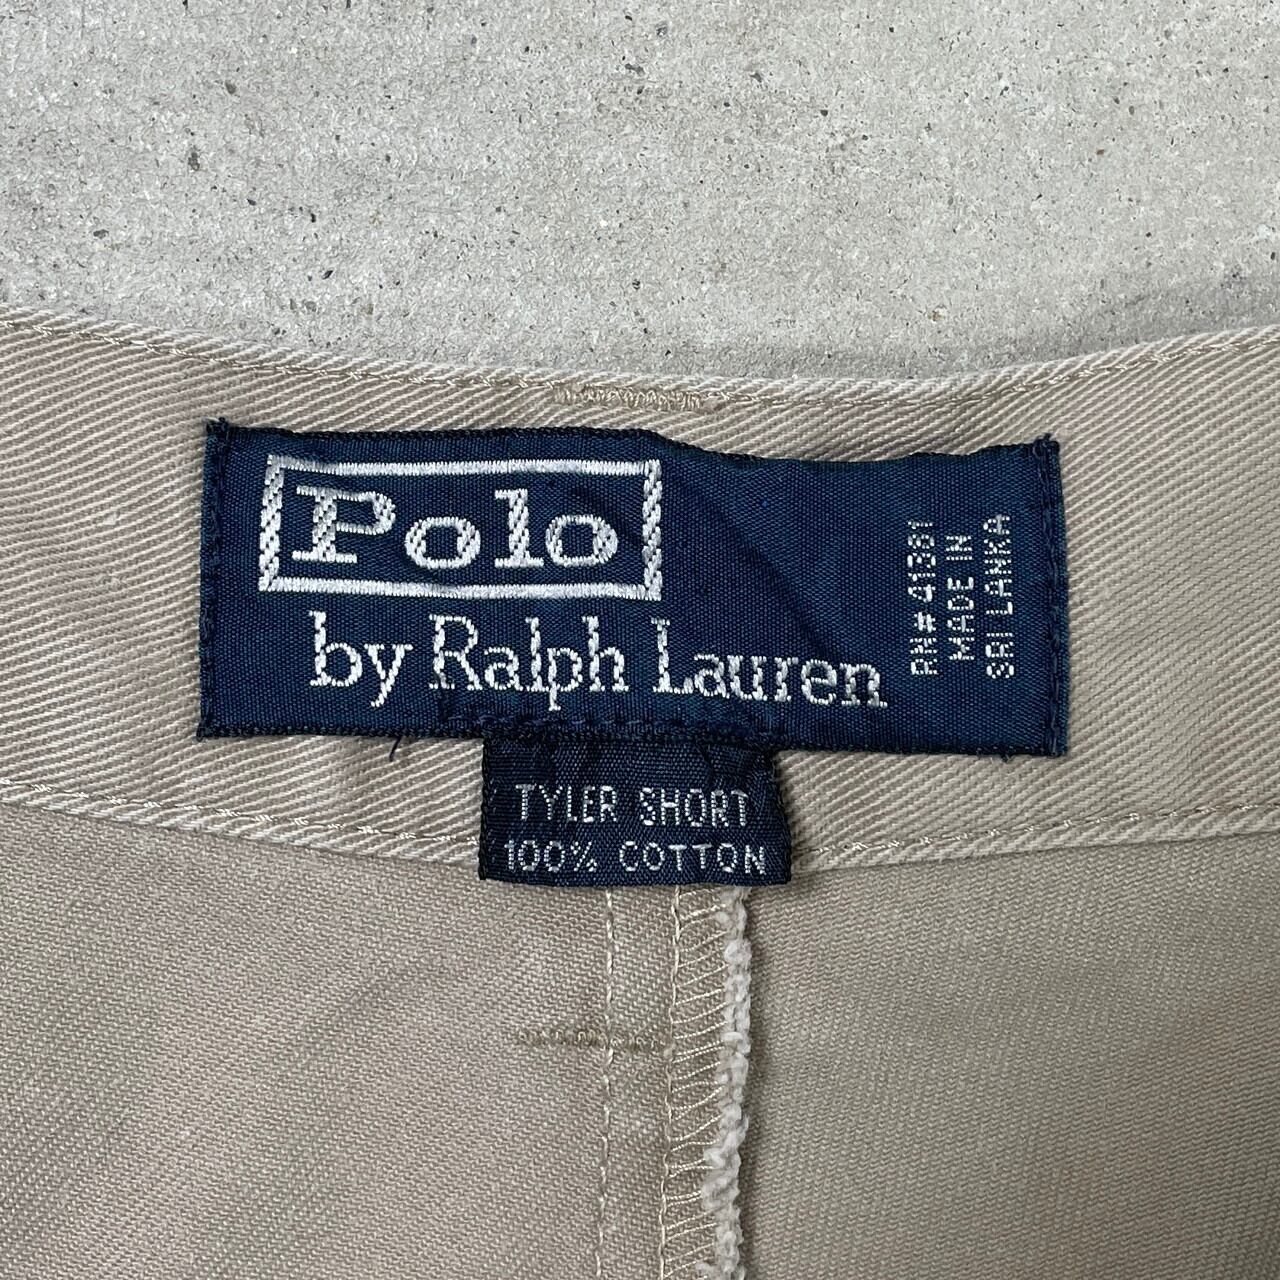 Polo
by Ralph Lauren
RN# 41381
MADE IN
SRI LANKA
TYLER SHORT
100% COTTON